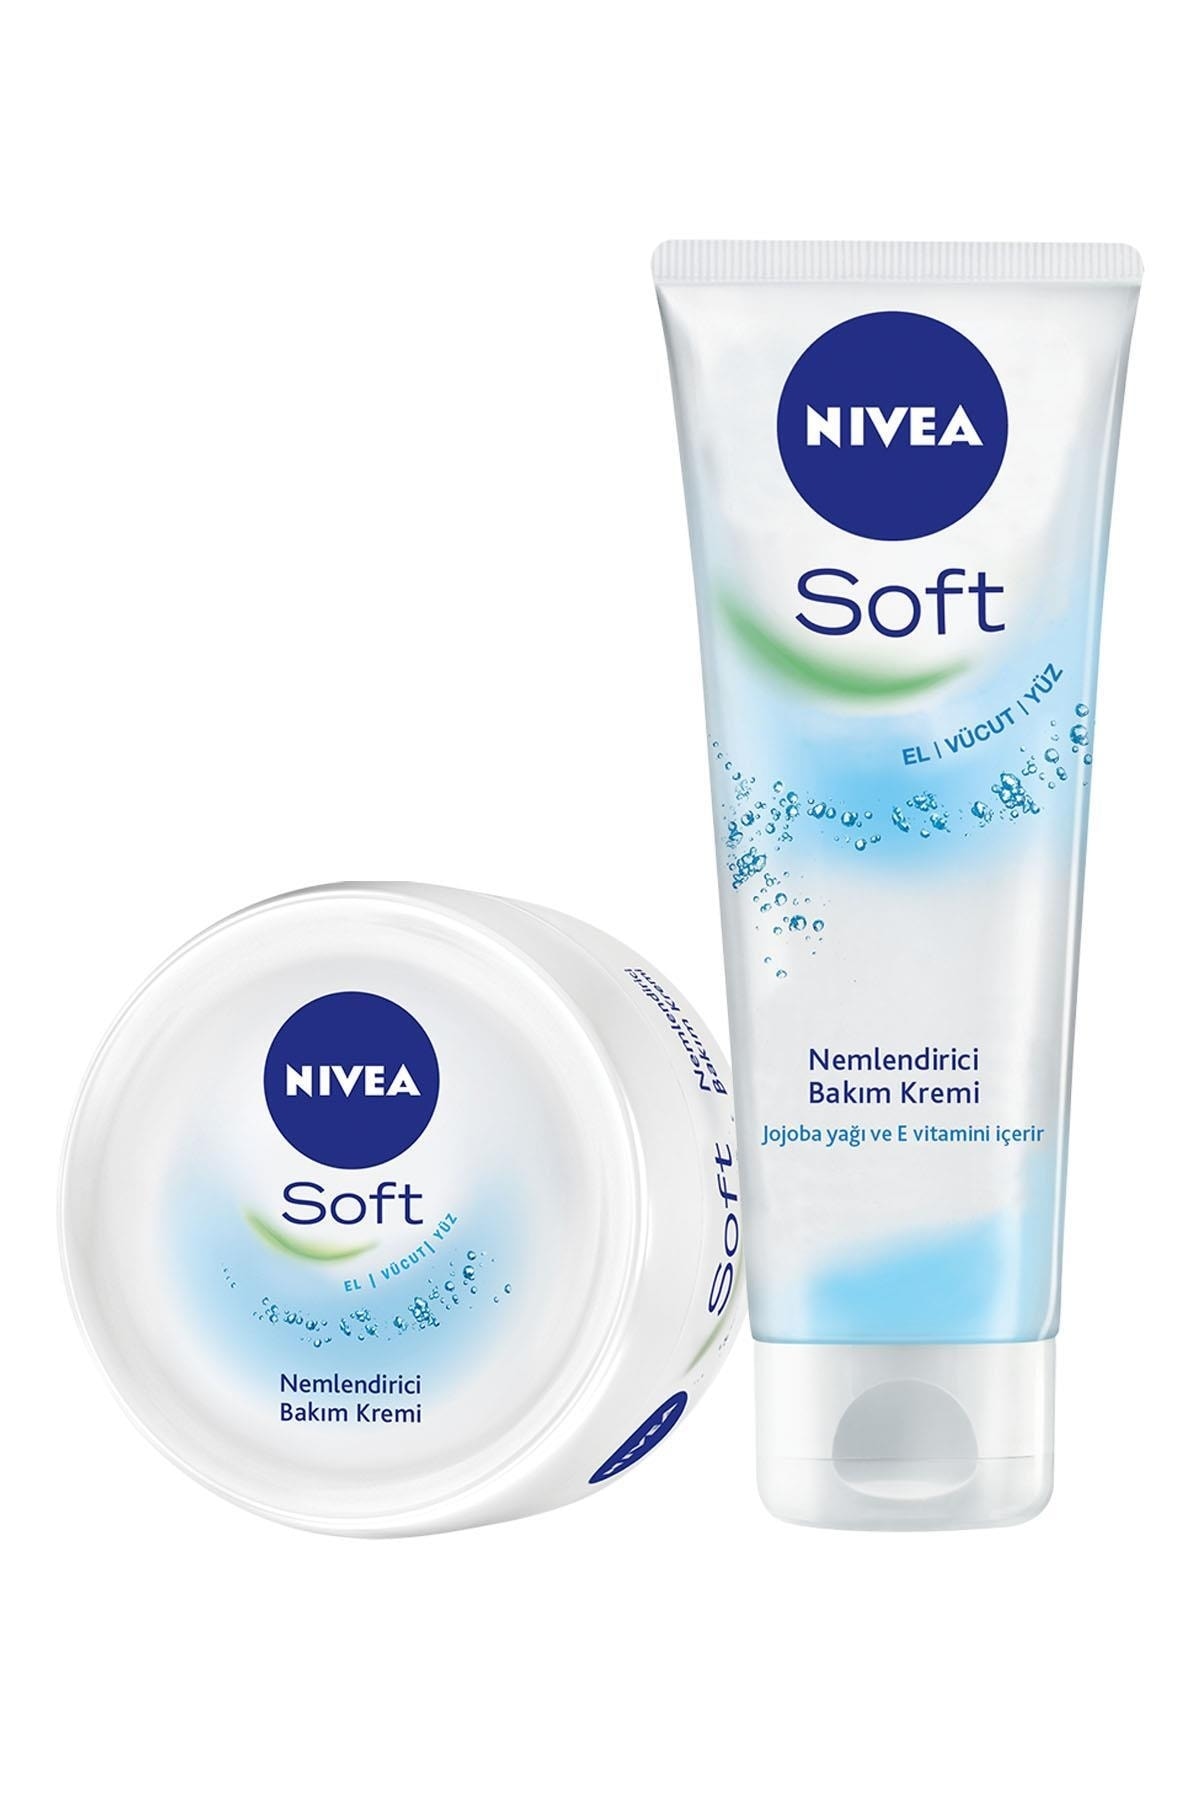 NIVEA
Soft
EL | VÜCUT | YÜZ
Nemlendirici
Bakım Kremi
Jojoba yağı ve E vitamini içerir
NIVEA
Soft
EL | VÜCUT | YÜZ
Nemlendirici
Bakım Kremi
Nemlendirici
Bakım Kremi
Soft
NIVEA